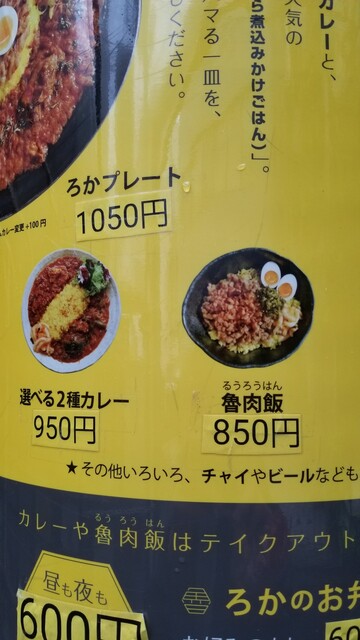 カレーと、
人気の
ら煮込みかけごはん)」。
マる一皿を、
ください。
ろかプレート
1050円
カレー変更+100円
選べる2種カレー
950円
るうろうはん
魯肉飯
850円
★その他いろいろ、チャイやビールなども
るう ろう はん
カレーや魯肉飯はテイクアウト
昼も夜も
600円
ろかのお弁